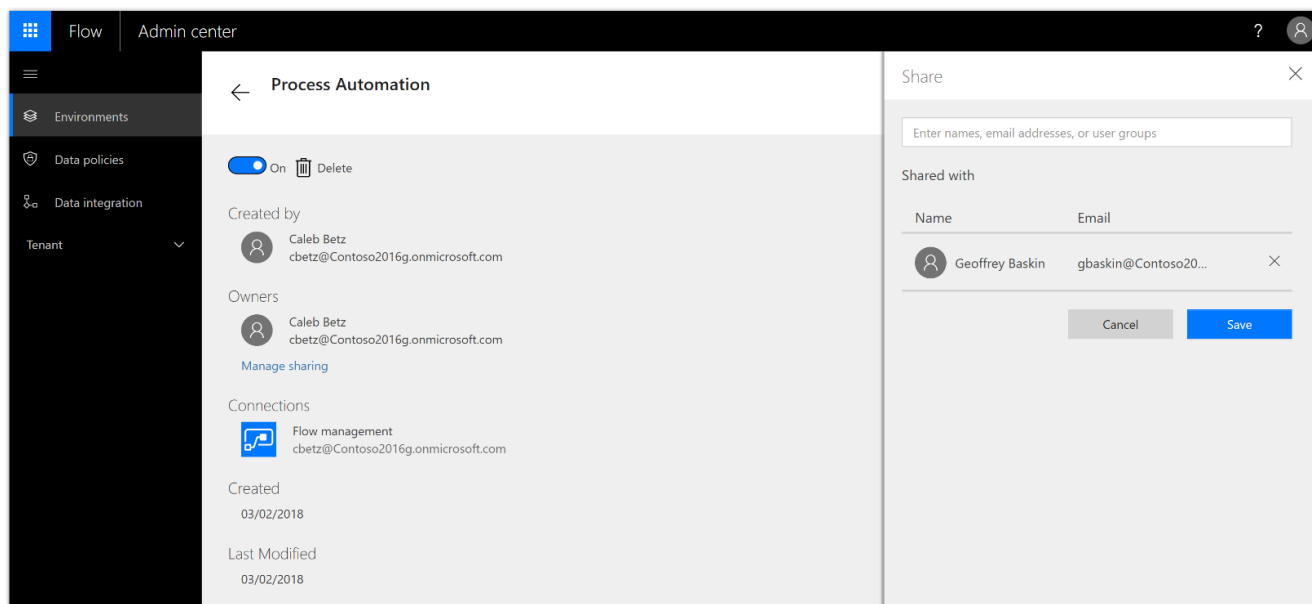 Flow
Admin center
?
Environments
Data policies
Data integration
Tenant
Process Automation
On
Delete
Created by
Caleb Betz
cbetz@Contoso2016g.onmicrosoft.com
Owners
Caleb Betz
cbetz@Contoso2016g.onmicrosoft.com
Manage sharing
Connections
Flow management
cbetz@Contoso2016g.onmicrosoft.com
Created
03/02/2018
Last Modified
03/02/2018
Share
Enter names, email addresses, or user groups
Shared with
Name Email
Geoffrey Baskin gbaskin@Contoso20...
Cancel Save